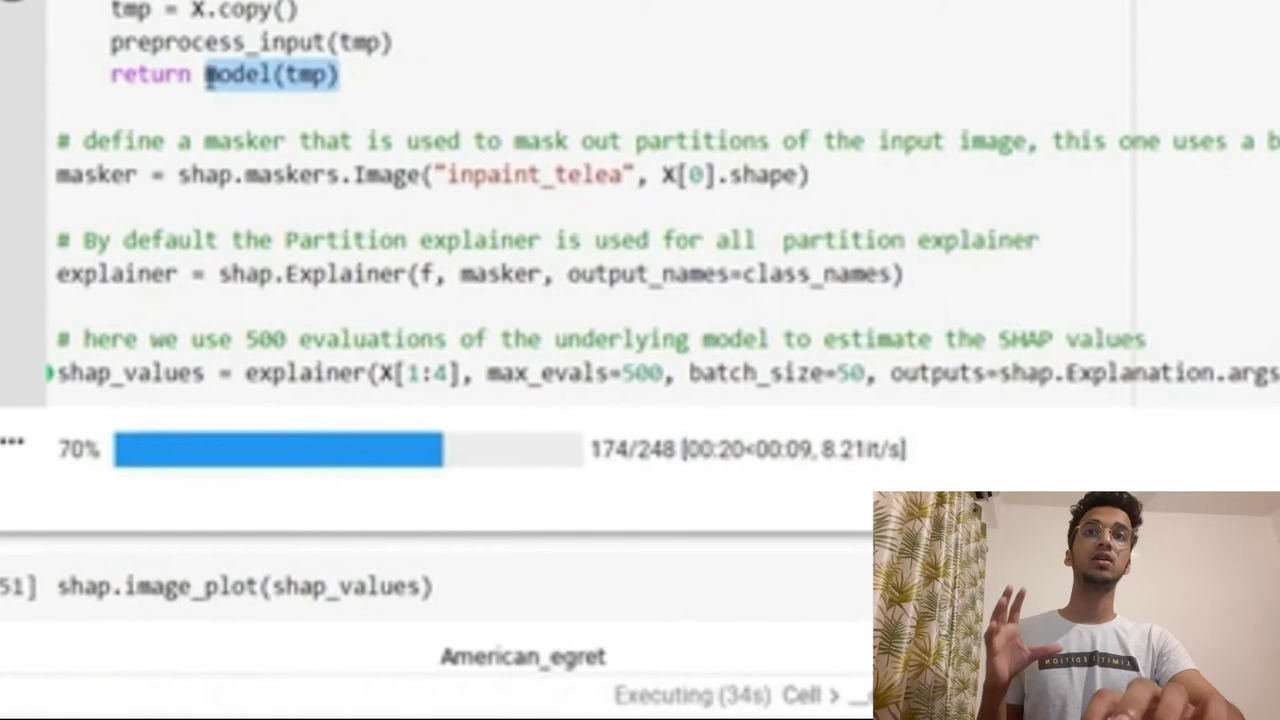 tmp = X.copy()
preprocess_input(tmp)
return model(tmp)
# define a masker that is used to mask out partitions of the input image, this one uses a b
masker = shap.maskers.Image("inpaint_telea", X[0].shape)
# By default the Partition explainer is used for all  partition explainer
explainer = shap.Explainer(f, masker, output_names=class_names)
# here we use 500 evaluations of the underlying model to estimate the SHAP values
shap_values = explainer(X[1:4], max_evals=500, batch_size=50, outputs=shap.Explanation.args
70% 174/248 [00:20<00:09, 8.21it/s]
51] shap.image_plot(shap_values)
American_egret
Executing (34s) Cell >
LIMITED EDITION